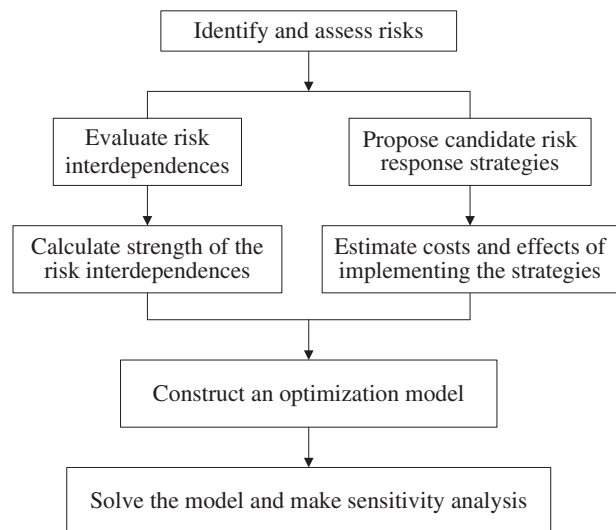 Identify and assess risks
Evaluate risk
interdependences
Propose candidate risk
response strategies
Calculate strength of the
risk interdependences
Estimate costs and effects of
implementing the strategies
Construct an optimization model
Solve the model and make sensitivity analysis